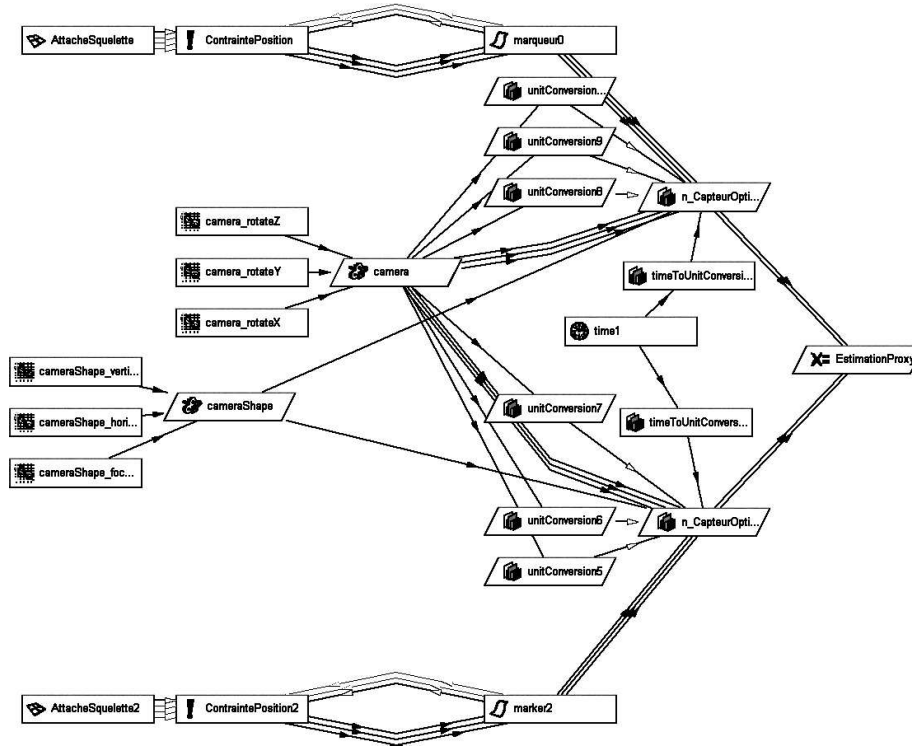 AttacheSquelette
ContraintePosition
marqueur0
unitConversion...
unitConversion9
unitConversion8
n_CapteurOpti...
camera_rotateZ
camera_rotateY
camera
timeToUnitConversi...
camera_rotateX
time1
EstimationProxy
cameraShape_verti...
cameraShape
unitConversion7
cameraShape_hori...
timeToUnitConvers...
cameraShape_foc...
unitConversion6
n_CapteurOpti...
unitConversion5
AttacheSquelette2
ContraintePosition2
marker2